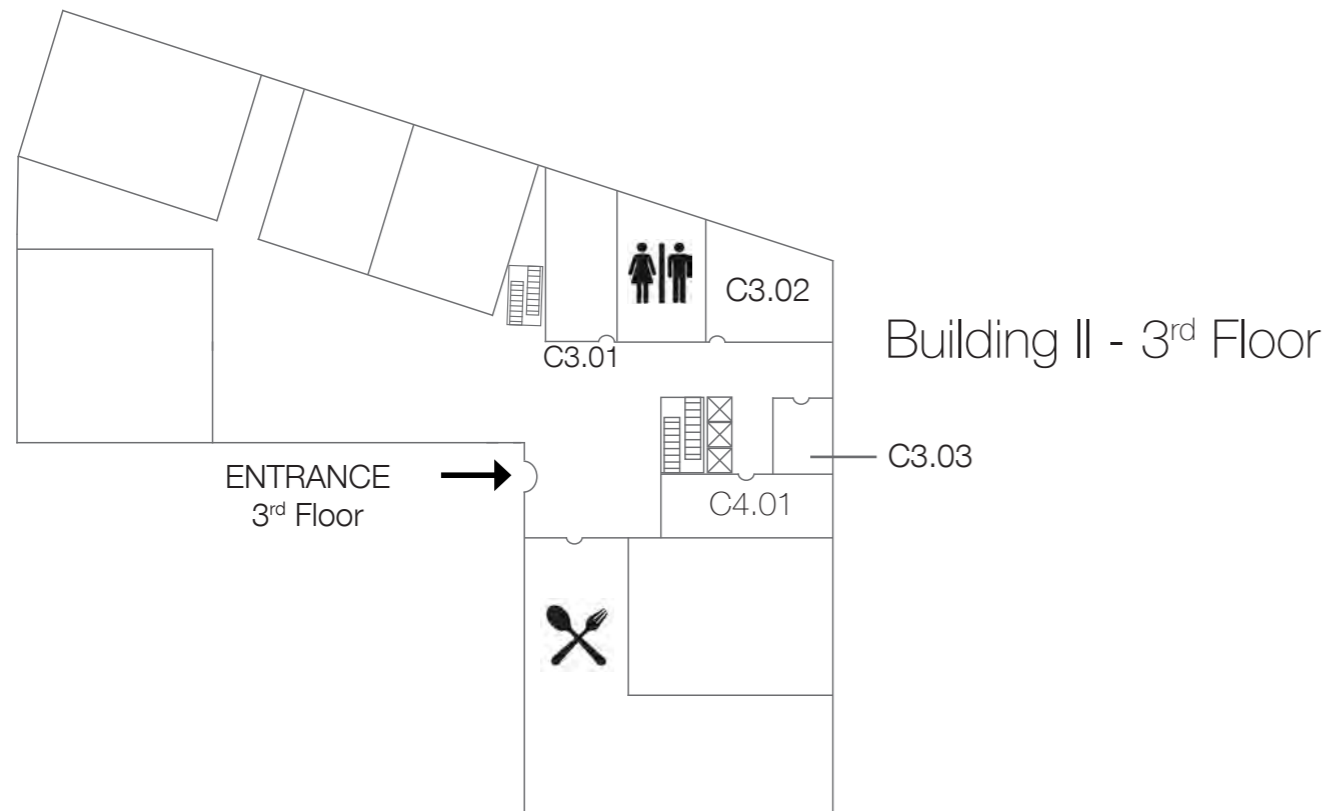 C3.02
Building II - 3rd Floor
C3.01
C3.03
ENTRANCE
3rd Floor
C4.01